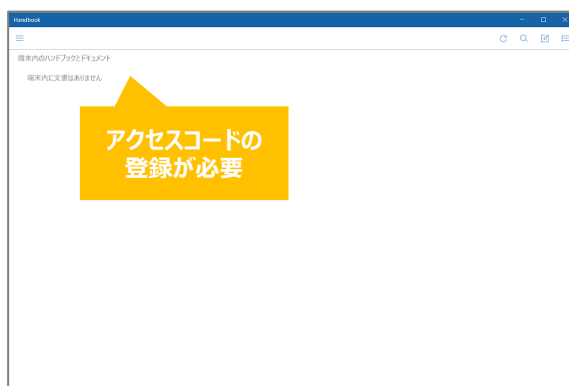 Handbook
端末内のハンドブックとドキュメント
端末内に文書はありません
アクセスコードの
登録が必要